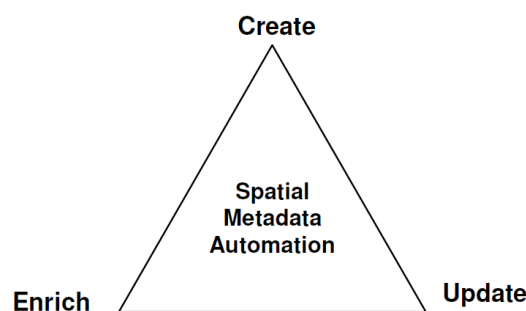 Create
Spatial
Metadata
Automation
Enrich
Update